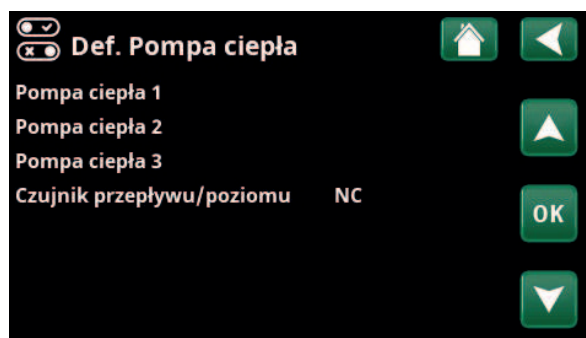 Def. Pompa ciepła
Pompa ciepła 1
Pompa ciepła 2
Pompa ciepła 3
Czujnik przepływu/poziomu NC
OK